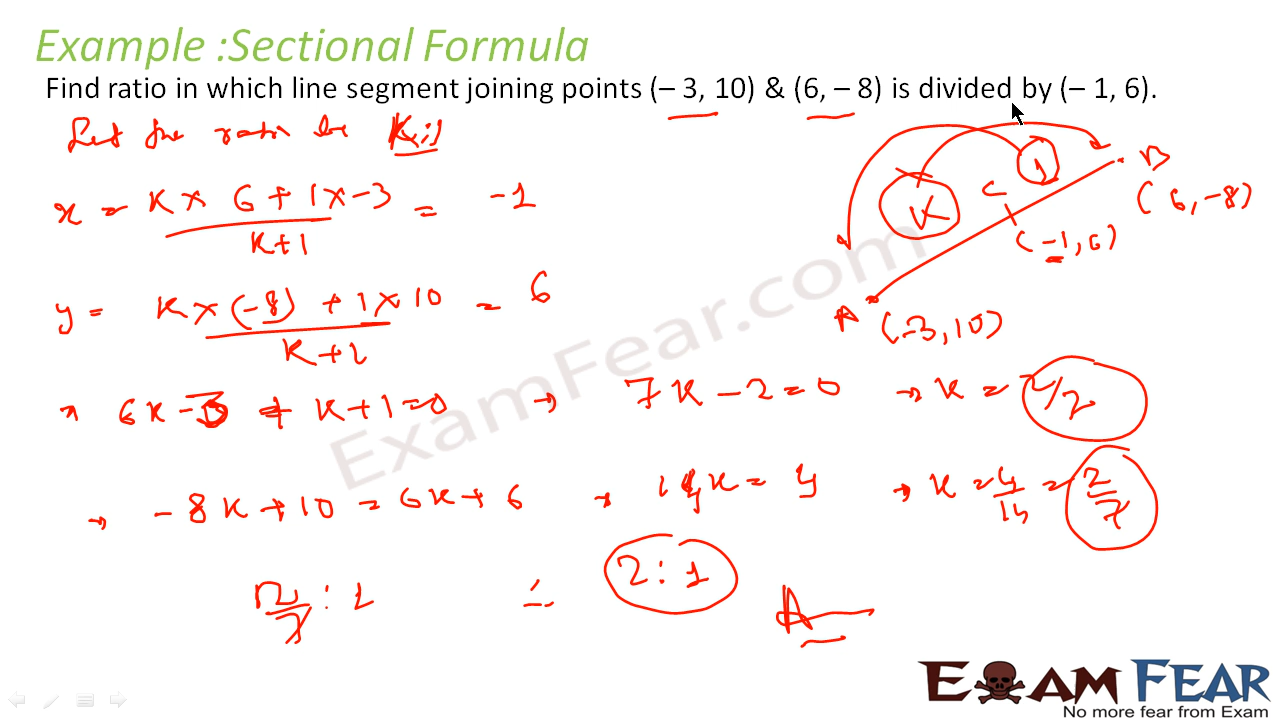 Example :Sectional Formula
Find ratio in which line segment joining points (– 3, 10) & (6, – 8) is divided by (– 1, 6).
Let the ratio be K:1
x = K × 6 + 1 × -3 / K+1 = -1
y = K × (-8) + 1 × 10 / K+1 = 6
K
C
1
B
(6, -8)
(-1, 6)
A
(-3, 10)
6K - 3 + K + 1 = 0 → 7K - 2 = 0 → K = 2/7
→ -8K + 10 = 6K + 6 → 14K = 4 → K = 4/14 = 2/7
2/7 : 1 ∴ 2 : 1 A
ExamFear.com
EXAM FEAR
No more fear from Exam